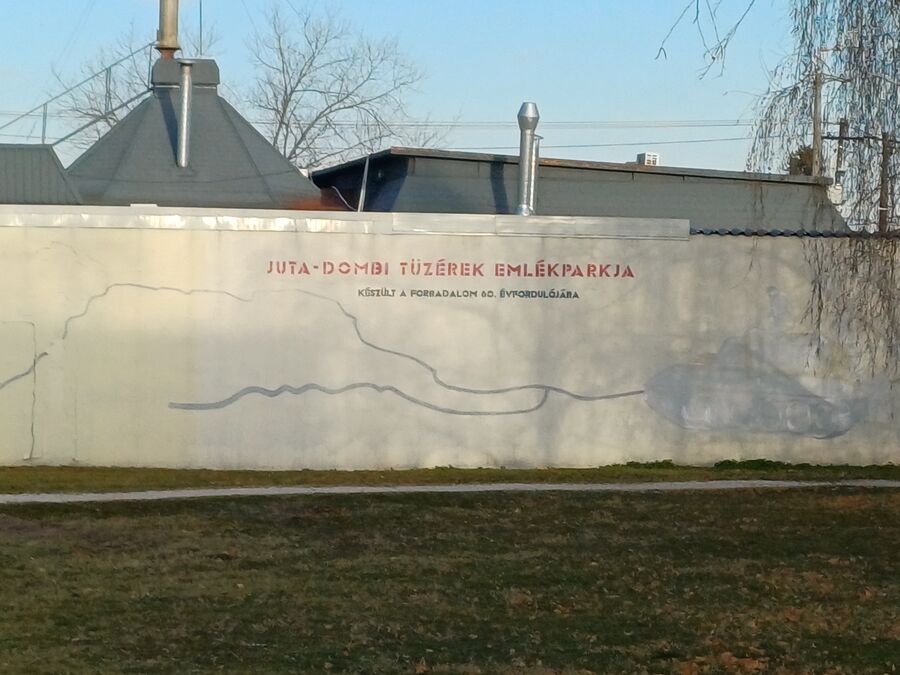 JUTA-DOMBI TÜZÉREK EMLÉKPARKJA
KÉSZÜLT A FORRADALOM 60. ÉVFORDULÓJÁRA